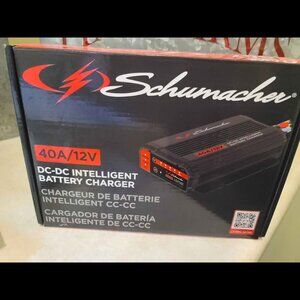 Schumacher®
40A/12V
DC-DC INTELLIGENT
BATTERY CHARGER
CHARGEUR DE BATTERIE
INTELLIGENT CC-CC
CARGADOR DE BATERÍA
INTELIGENTE DE CC-CC